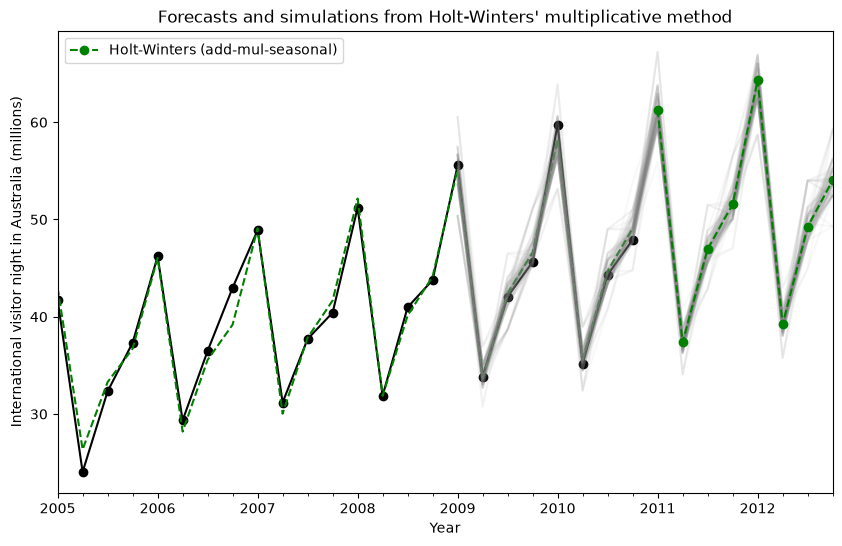 Forecasts and simulations from Holt-Winters' multiplicative method
Holt-Winters (add-mul-seasonal)
International visitor night in Australia (millions)
60
50
40
30
2005 2006 2007 2008 2009 2010 2011 2012
Year